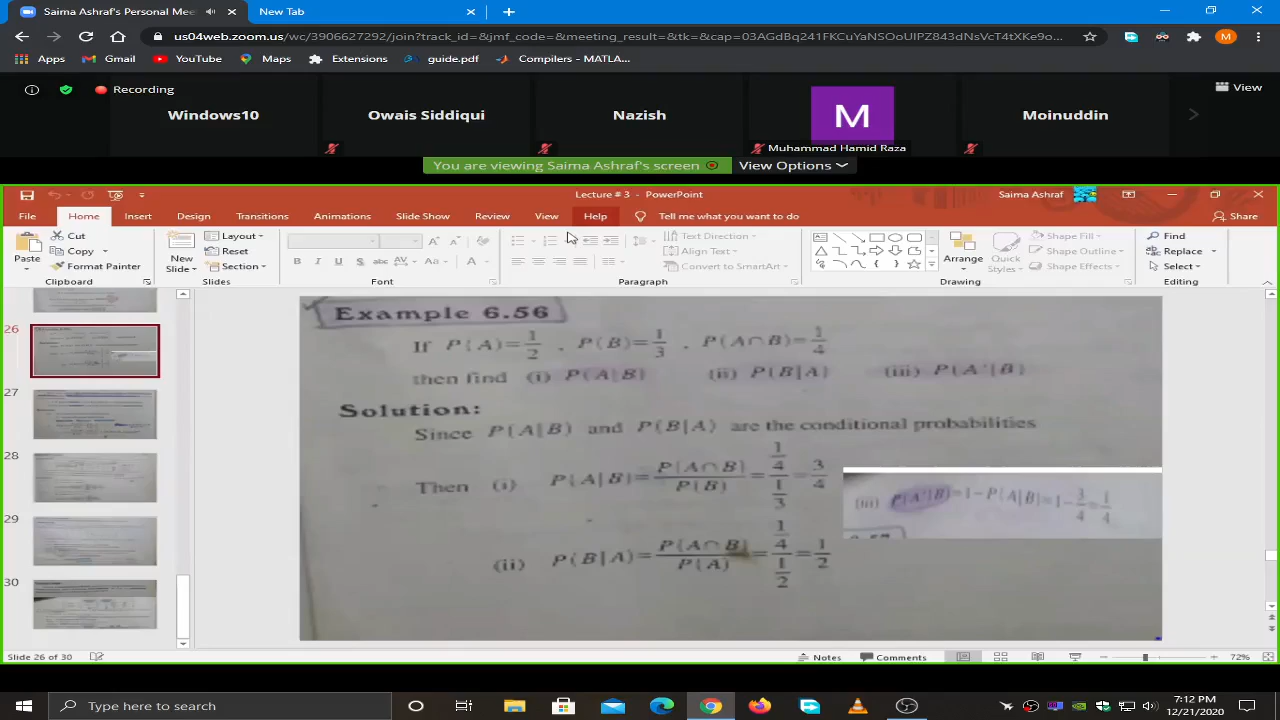 Saima Ashraf's Personal Mee
New Tab
us04web.zoom.us/wc/3906627292/join?track_id=&jmf_code=&meeting_result=&tk=&cap=03AGdBq241FKCuYaNSOoUIPZ843dNsVcT4tXKe9o...
Apps
Gmail
YouTube
Maps
Extensions
guide.pdf
Compilers - MATLA...
Recording
View
Windows10
Owais Siddiqui
Nazish
M
Muhammad Hamid Raza
Moinuddin
You are viewing Saima Ashraf's screen
View Options
Lecture # 3 - PowerPoint
Saima Ashraf
File Home Insert Design Transitions Animations Slide Show Review View Help Tell me what you want to do Share
Paste
Cut
Copy
Format Painter
Clipboard
New Slide
Layout
Reset
Section
Slides
B I U S abc AV Aa A
Font
Text Direction
Align Text
Convert to SmartArt
Paragraph
Arrange
Quick Styles
Shape Fill
Shape Outline
Shape Effects
Drawing
Find
Replace
Select
Editing
26
27
28
29
30
Example 6.56
If P(A)=1/2 , P(B)=1/3 , P(A∩B)=1/4
then find (i) P(A|B) (ii) P(B|A) (iii) P(A'|B)
Solution:
Since P(A|B) and P(B|A) are the conditional probabilities
Then (i) P(A|B)=P(A∩B)/P(B)=(1/4)/(1/3)=3/4
(iii) P(A'|B)=1-P(A|B)=1-3/4=1/4
(ii) P(B|A)=P(A∩B)/P(A)=(1/4)/(1/2)=1/2
Slide 26 of 30
Notes
Comments
72%
Type here to search
7:12 PM
12/21/2020